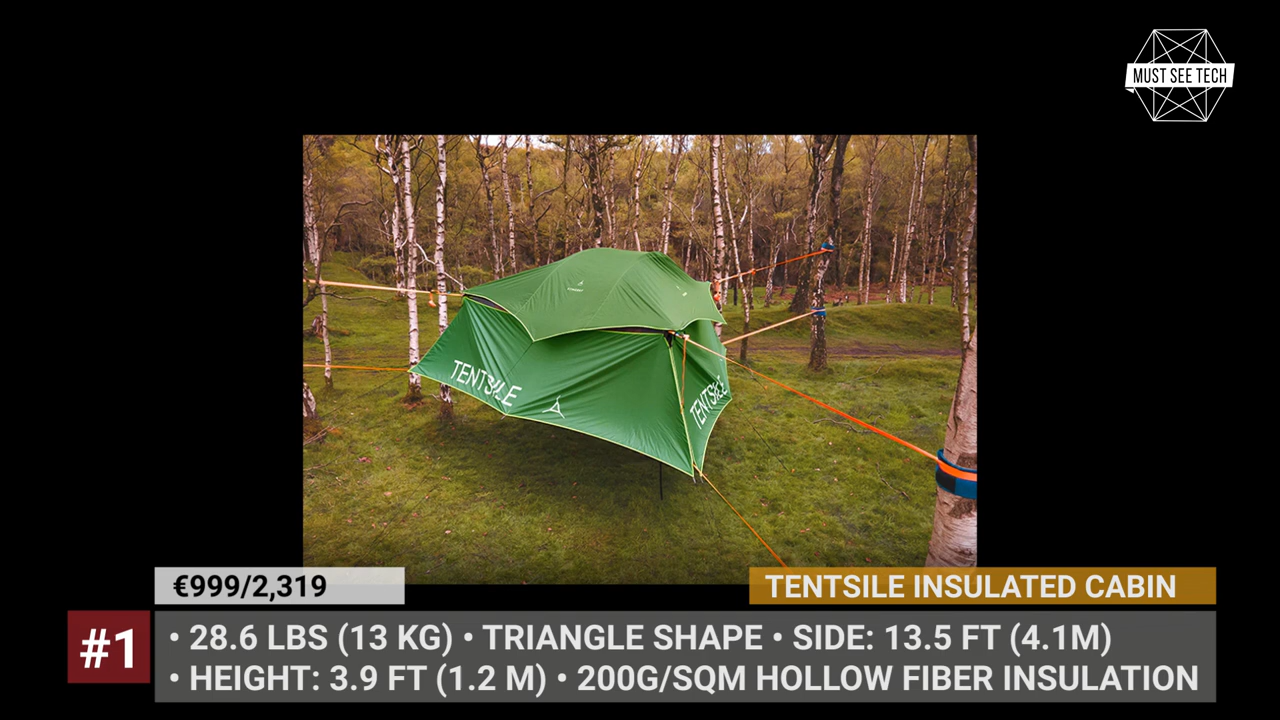 MUST SEE TECH
TENTSILE
TENTSILE
€999/2,319
TENTSILE INSULATED CABIN
#1
• 28.6 LBS (13 KG) • TRIANGLE SHAPE • SIDE: 13.5 FT (4.1M)
• HEIGHT: 3.9 FT (1.2 M) • 200G/SQM HOLLOW FIBER INSULATION